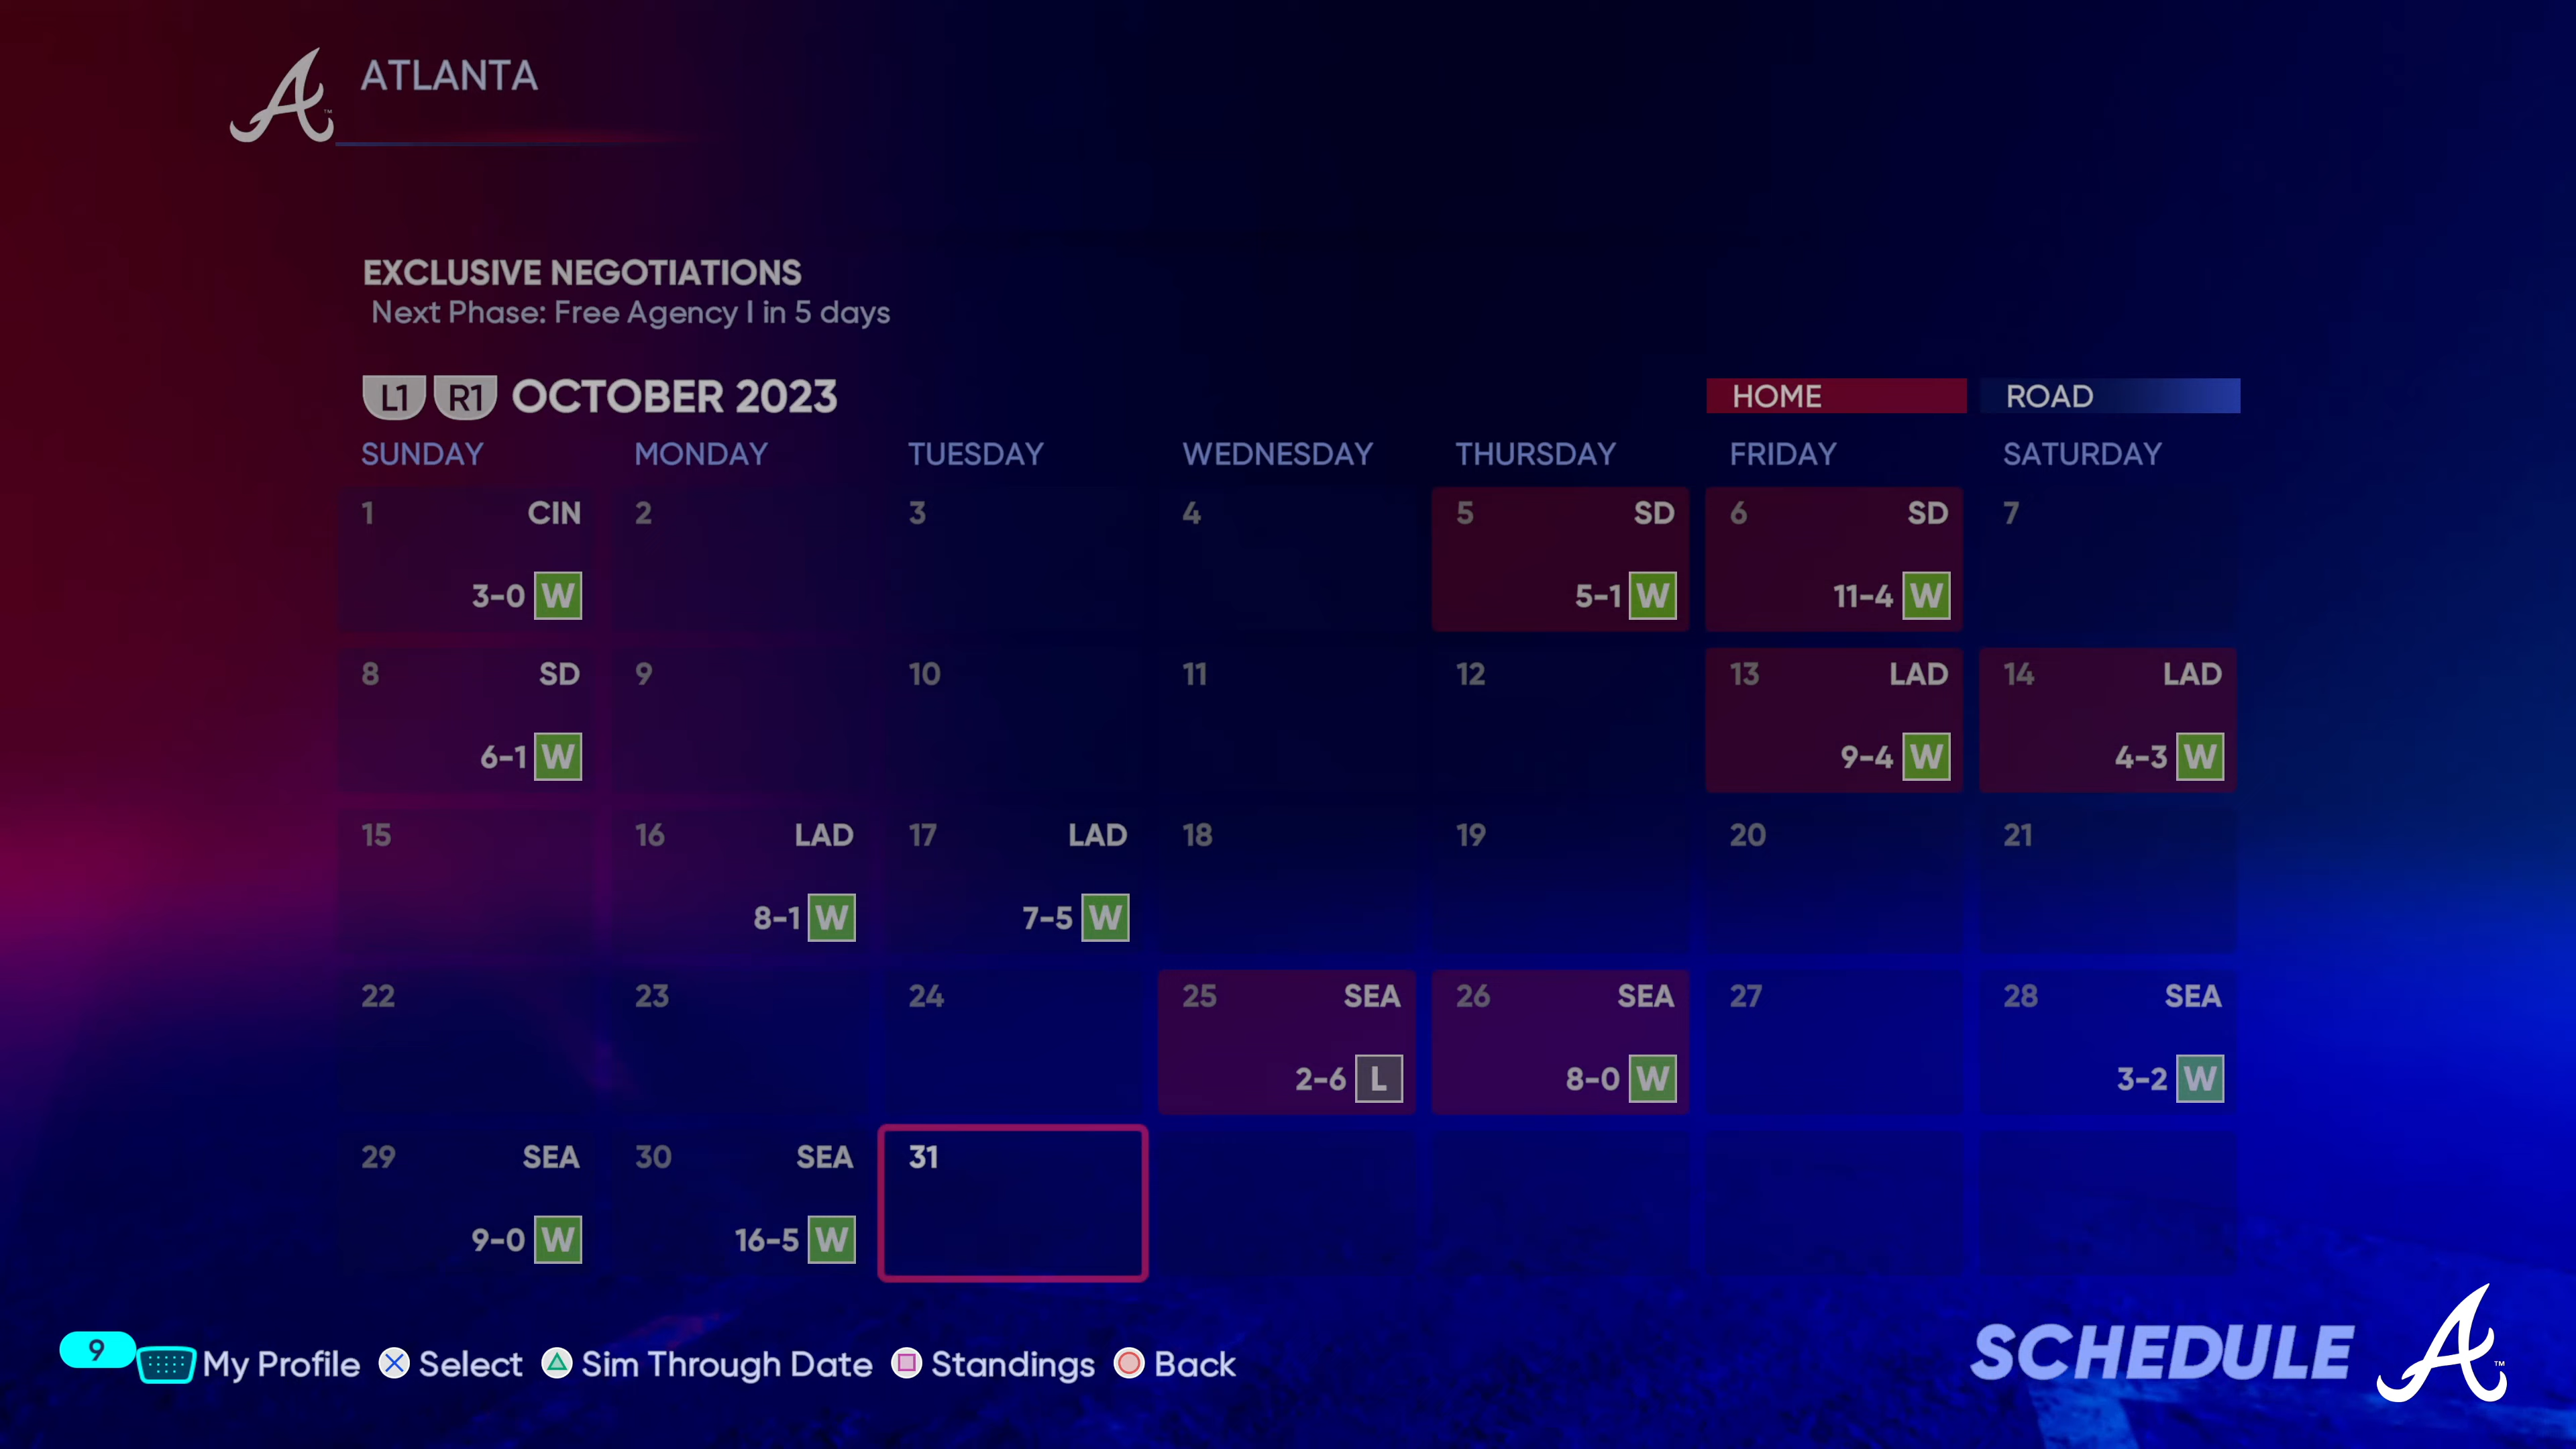 ATLANTA
EXCLUSIVE NEGOTIATIONS
Next Phase: Free Agency I in 5 days
L1 R1 OCTOBER 2023 HOME ROAD
SUNDAY MONDAY TUESDAY WEDNESDAY THURSDAY FRIDAY SATURDAY
1 CIN 2 3 4 5 SD 6 SD 7
3-0 W 5-1 W 11-4 W
8 SD 9 10 11 12 13 LAD 14 LAD
6-1 W 9-4 W 4-3 W
15 16 LAD 17 LAD 18 19 20 21
8-1 W 7-5 W
22 23 24 25 SEA 26 SEA 27 28 SEA
2-6 L 8-0 W 3-2 W
29 SEA 30 SEA 31
9-0 W 16-5 W
9 My Profile Select Sim Through Date Standings Back
SCHEDULE A™